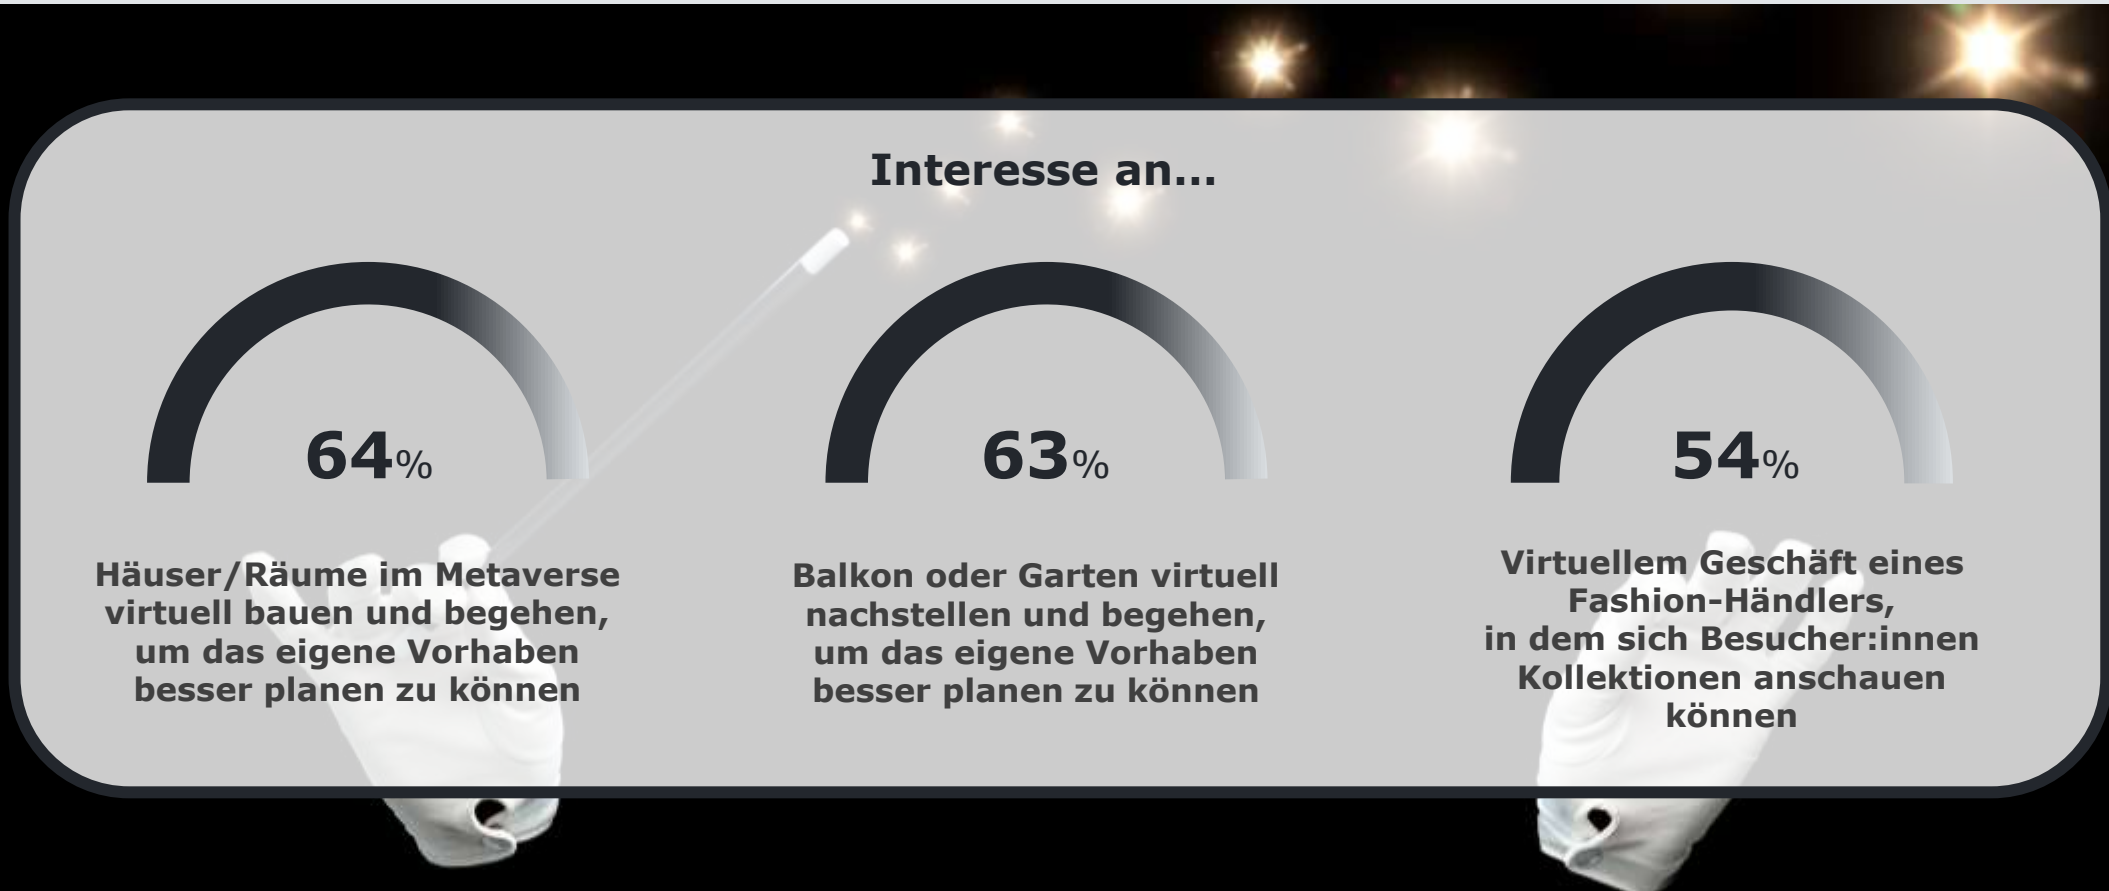 Interesse an...
64%
63%
54%
Häuser/Räume im Metaverse
virtuell bauen und begehen,
um das eigene Vorhaben
besser planen zu können
Balkon oder Garten virtuell
nachstellen und begehen,
um das eigene Vorhaben
besser planen zu können
Virtuellem Geschäft eines
Fashion-Händlers,
in dem sich Besucher:innen
Kollektionen anschauen
können